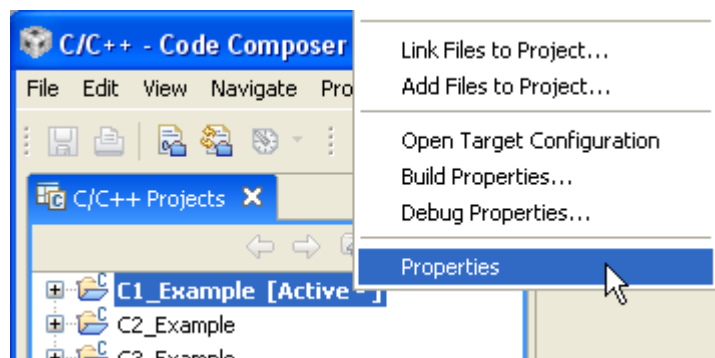 C/C++ - Code Composer
File Edit View Navigate Pro
C/C++ Projects
C1_Example [Active - ]
C2_Example
C3_Example
Link Files to Project...
Add Files to Project...
Open Target Configuration
Build Properties...
Debug Properties...
Properties